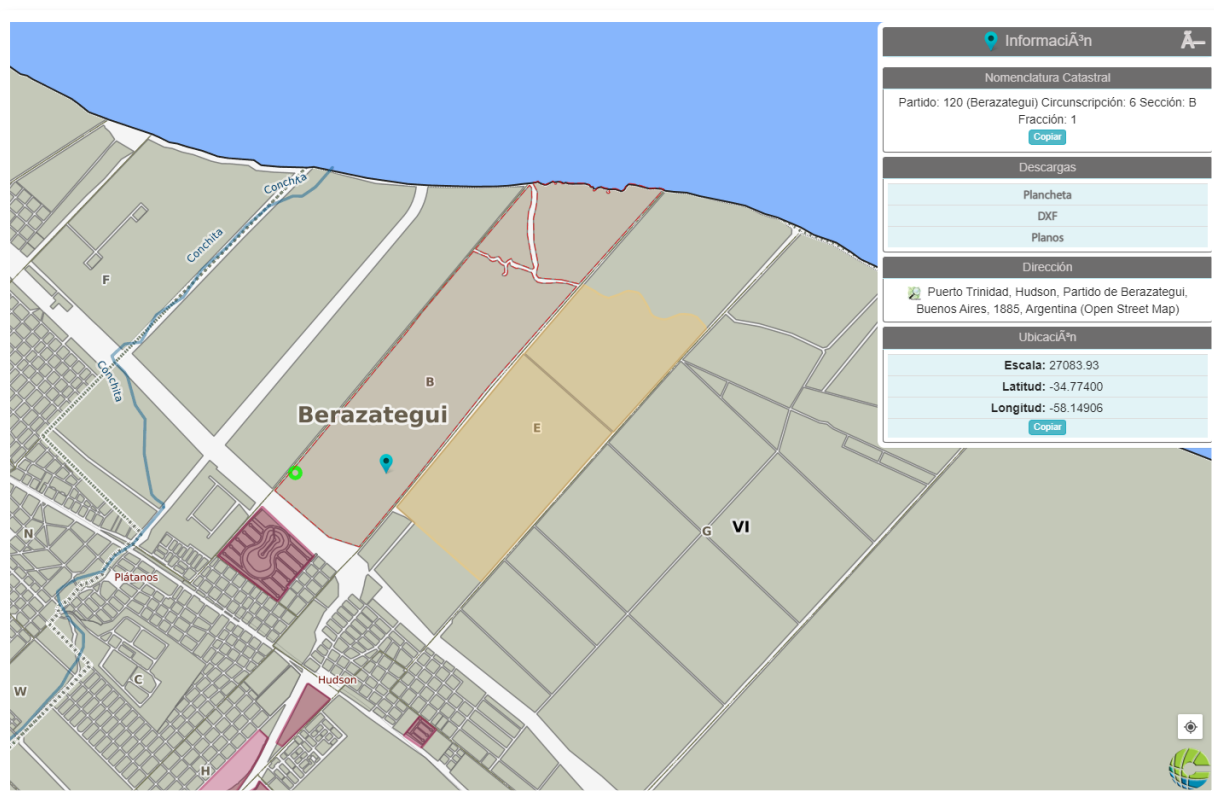 InformaciÃ³n
Ã—
Nomenclatura Catastral
Partido: 120 (Berazategui) Circunscripción: 6 Sección: B
Fracción: 1
Copiar
Descargas
Plancheta
DXF
Planos
Dirección
Puerto Trinidad, Hudson, Partido de Berazategui,
Buenos Aires, 1885, Argentina (Open Street Map)
UbicaciÃ³n
Escala: 27083.93
Latitud: -34.77400
Longitud: -58.14906
Copiar
Conchita
Conchita
F
Conchita
B
Berazategui
E
VI
G
N
Plátanos
C
Hudson
W
H